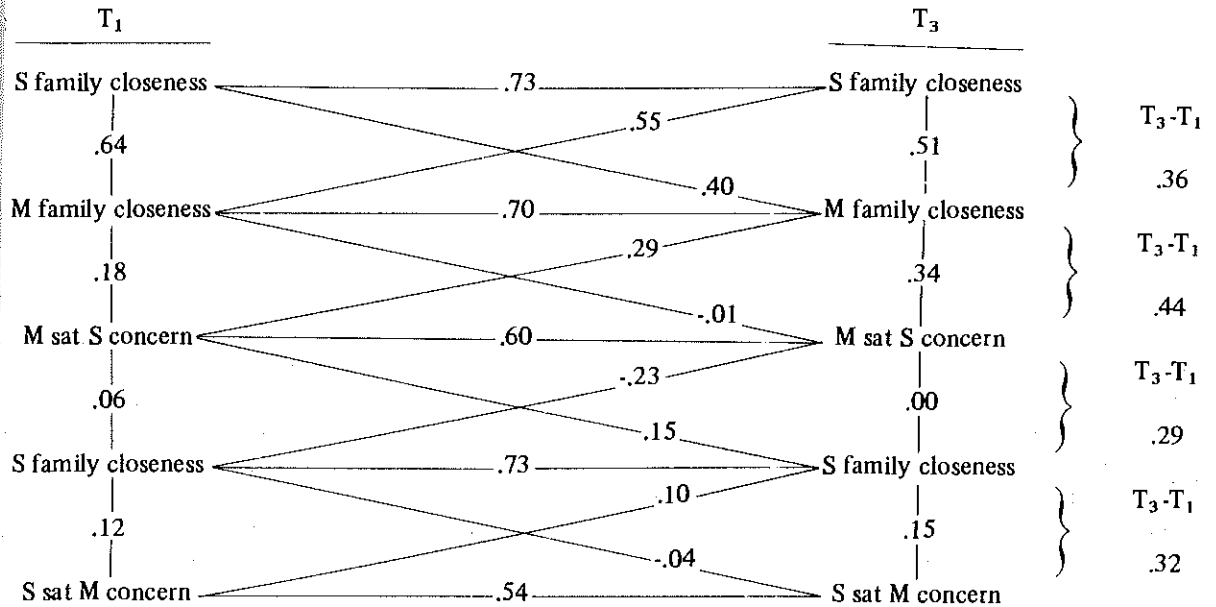 T₁ T₃
S family closeness .73 S family closeness
.55 T₃-T₁
.64 .51
.40 .36
M family closeness .70 M family closeness
.29 T₃-T₁
.18 .34
-.01 .44
M sat S concern .60 M sat S concern
-.23 T₃-T₁
.06 .00
.15 .29
S family closeness .73 S family closeness
.10 T₃-T₁
.12 .15
-.04 .32
S sat M concern .54 S sat M concern